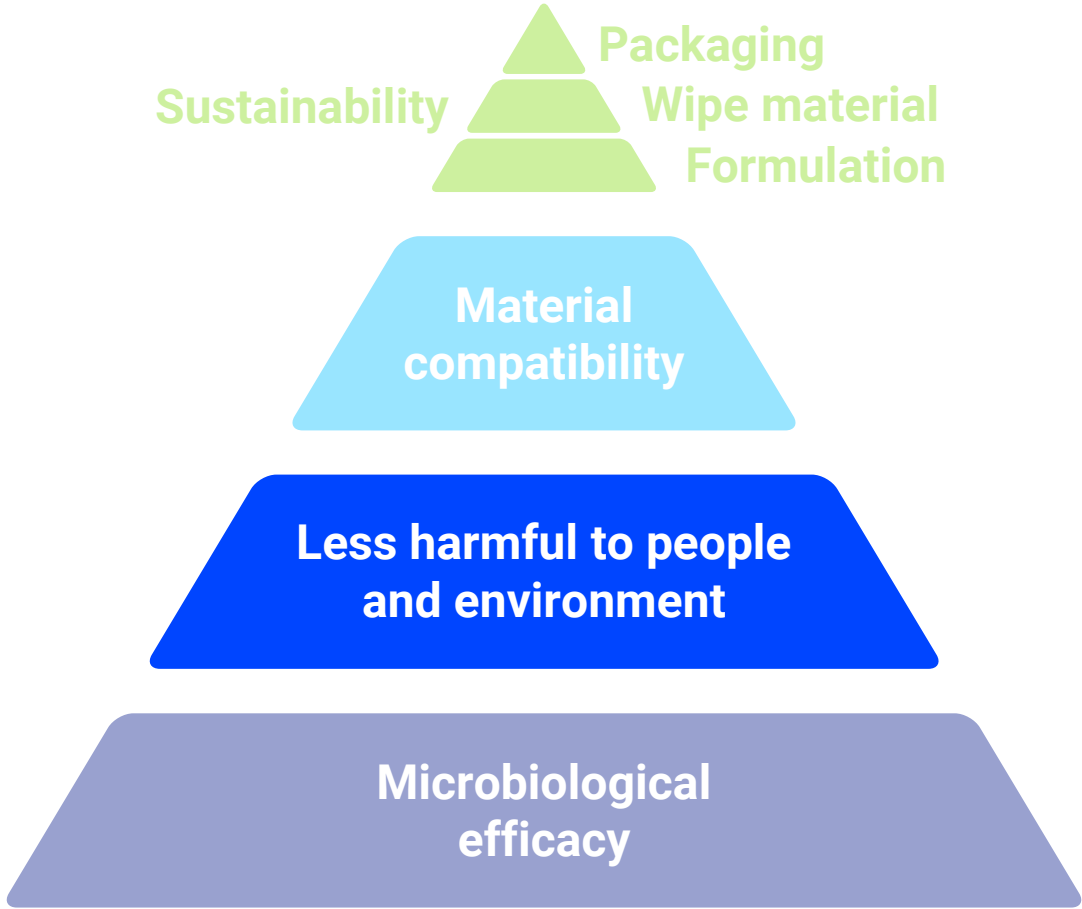 Packaging
Sustainability
Wipe material
Formulation
Material
compatibility
Less harmful to people
and environment
Microbiological
efficacy